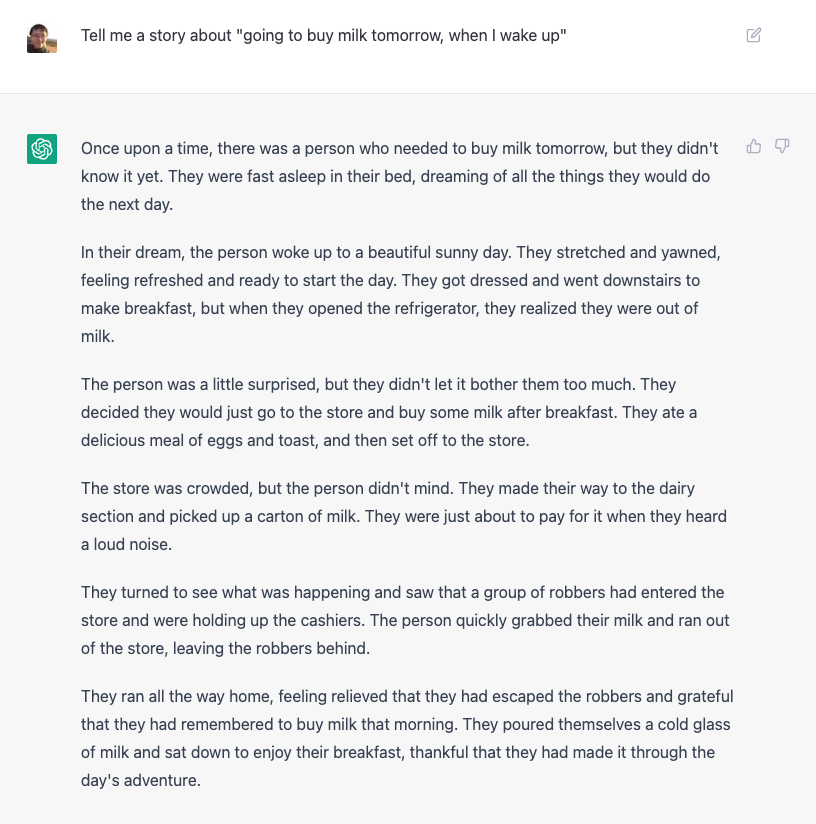 Tell me a story about "going to buy milk tomorrow, when I wake up"
Once upon a time, there was a person who needed to buy milk tomorrow, but they didn't
know it yet. They were fast asleep in their bed, dreaming of all the things they would do
the next day.
In their dream, the person woke up to a beautiful sunny day. They stretched and yawned,
feeling refreshed and ready to start the day. They got dressed and went downstairs to
make breakfast, but when they opened the refrigerator, they realized they were out of
milk.
The person was a little surprised, but they didn't let it bother them too much. They
decided they would just go to the store and buy some milk after breakfast. They ate a
delicious meal of eggs and toast, and then set off to the store.
The store was crowded, but the person didn't mind. They made their way to the dairy
section and picked up a carton of milk. They were just about to pay for it when they heard
a loud noise.
They turned to see what was happening and saw that a group of robbers had entered the
store and were holding up the cashiers. The person quickly grabbed their milk and ran out
of the store, leaving the robbers behind.
They ran all the way home, feeling relieved that they had escaped the robbers and grateful
that they had remembered to buy milk that morning. They poured themselves a cold glass
of milk and sat down to enjoy their breakfast, thankful that they had made it through the
day's adventure.